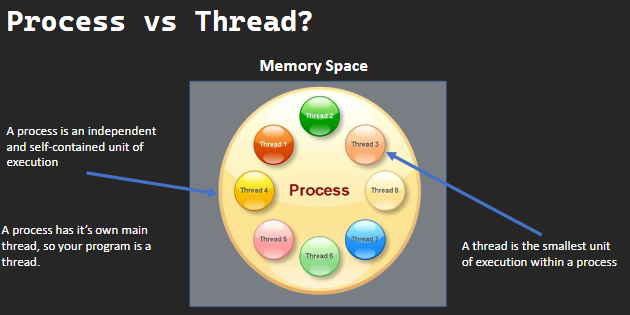 Process vs Thread?
Memory Space
A process is an independent
and self-contained unit of
execution
A process has it's own main
thread, so your program is a
thread.
Thread 2
Thread 1
Thread 3
Thread 4
Process
Thread 8
Thread 5
Thread 7
Thread 6
A thread is the smallest unit
of execution within a process